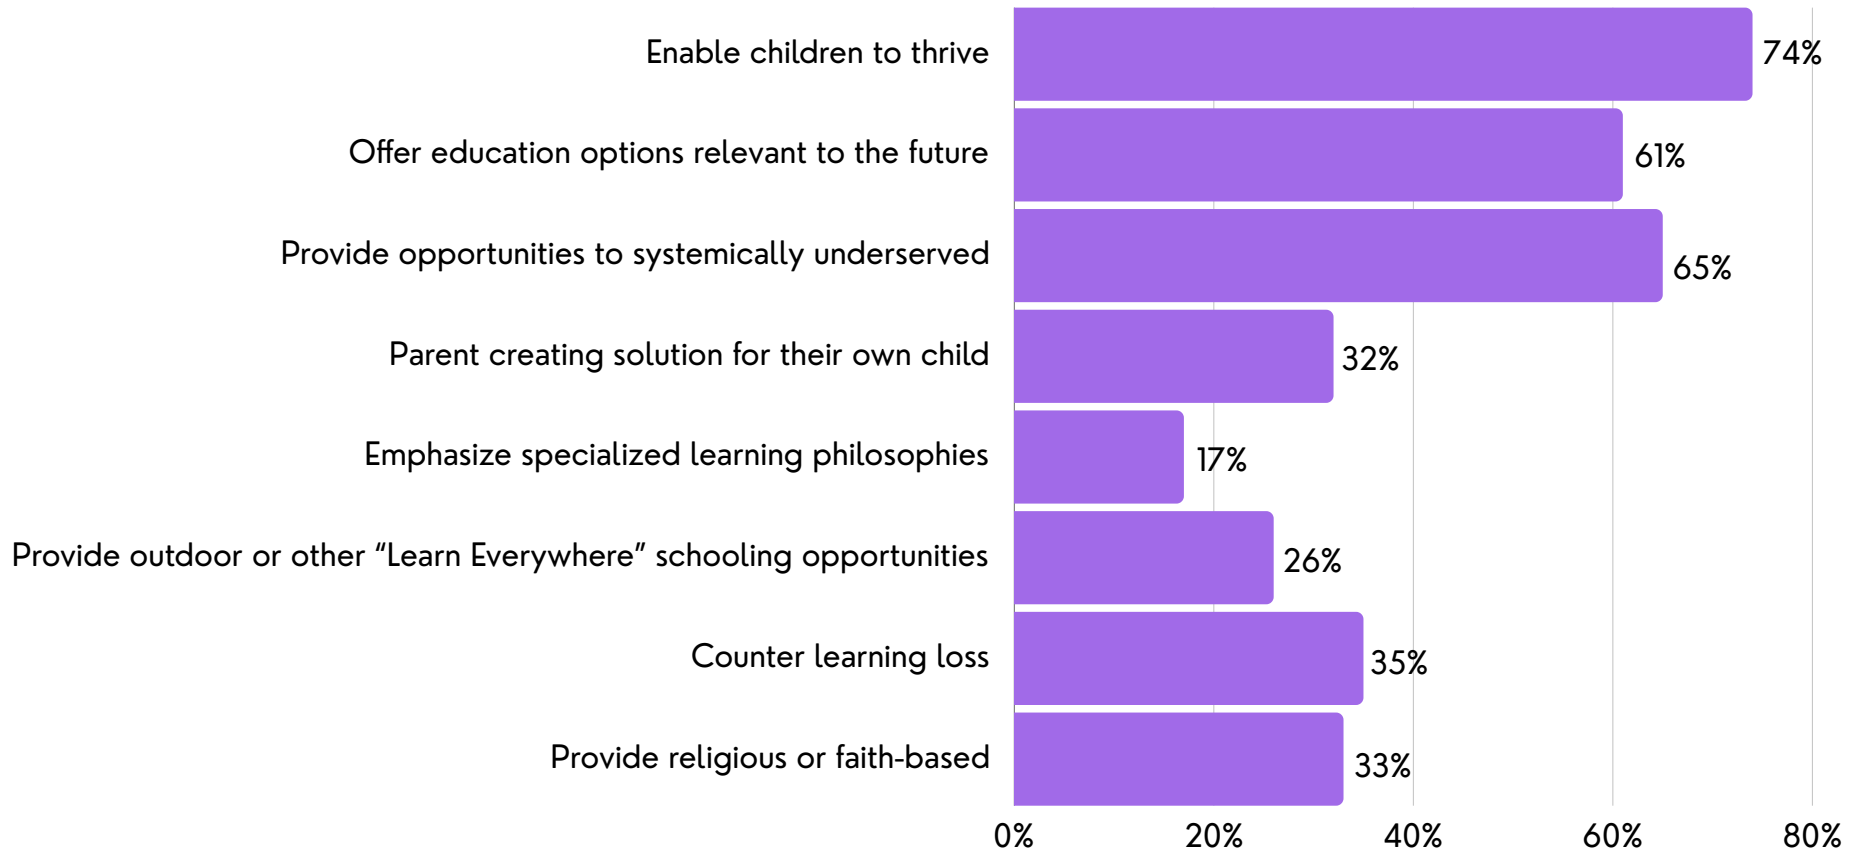 Enable children to thrive
74%
Offer education options relevant to the future
61%
Provide opportunities to systemically underserved
65%
Parent creating solution for their own child
32%
Emphasize specialized learning philosophies
17%
Provide outdoor or other “Learn Everywhere” schooling opportunities
26%
Counter learning loss
35%
Provide religious or faith-based
33%
0% 20% 40% 60% 80%